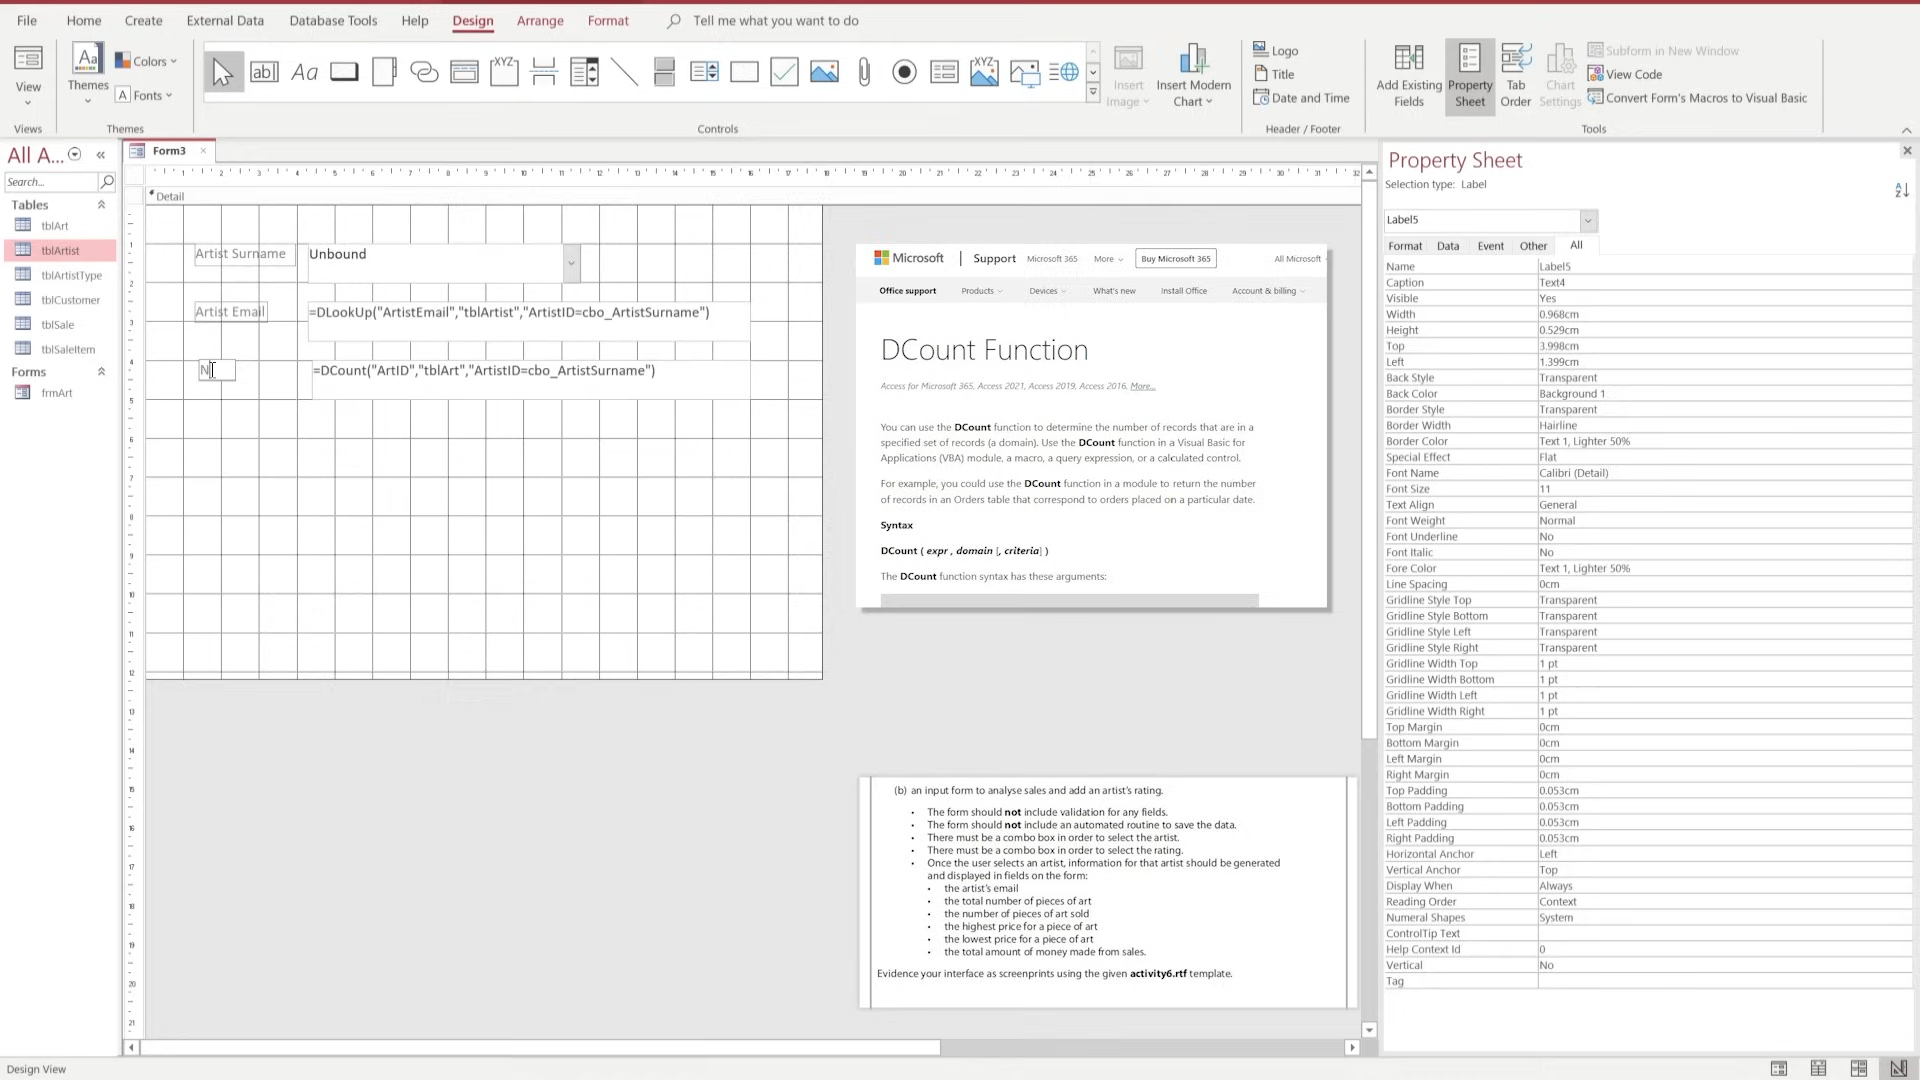 File Home Create External Data Database Tools Help Design Arrange Format Tell me what you want to do
View
Views
Aa
Themes
Colors
A Fonts
Themes
ab
Aa
XYZ
XYZ
Controls
Insert Image
Insert Modern Chart
Logo
Title
Date and Time
Header / Footer
Add Existing Fields
Property Sheet
Tab Order
Chart Settings
Subform in New Window
View Code
Convert Form's Macros to Visual Basic
Tools
All A...
Search...
Tables
tblArt
tblArtist
tblArtistType
tblCustomer
tblSale
tblSaleItem
Forms
frmArt
Form3
Detail
Artist Surname
Unbound
Artist Email
=DLookUp("ArtistEmail","tblArtist","ArtistID=cbo_ArtistSurname")
N
=DCount("ArtID","tblArt","ArtistID=cbo_ArtistSurname")
Microsoft | Support Microsoft 365 More Buy Microsoft 365 All Microsoft
Office support Products Devices What's new Install Office Account & billing
DCount Function
Access for Microsoft 365, Access 2021, Access 2019, Access 2016, More...
You can use the DCount function to determine the number of records that are in a
specified set of records (a domain). Use the DCount function in a Visual Basic for
Applications (VBA) module, a macro, a query expression, or a calculated control.
For example, you could use the DCount function in a module to return the number
of records in an Orders table that correspond to orders placed on a particular date.
Syntax
DCount ( expr , domain [, criteria] )
The DCount function syntax has these arguments:
(b) an input form to analyse sales and add an artist's rating.
• The form should not include validation for any fields.
• The form should not include an automated routine to save the data.
• There must be a combo box in order to select the artist.
• There must be a combo box in order to select the rating.
• Once the user selects an artist, information for that artist should be generated
and displayed in fields on the form:
• the artist's email
• the total number of pieces of art
• the number of pieces of art sold
• the highest price for a piece of art
• the lowest price for a piece of art
• the total amount of money made from sales.
Evidence your interface as screenprints using the given activity6.rtf template.
Property Sheet
Selection type: Label
Label5
Format Data Event Other All
Name Label5
Caption Text4
Visible Yes
Width 0.968cm
Height 0.529cm
Top 3.998cm
Left 1.399cm
Back Style Transparent
Back Color Background 1
Border Style Transparent
Border Width Hairline
Border Color Text 1, Lighter 50%
Special Effect Flat
Font Name Calibri (Detail)
Font Size 11
Text Align General
Font Weight Normal
Font Underline No
Font Italic No
Fore Color Text 1, Lighter 50%
Line Spacing 0cm
Gridline Style Top Transparent
Gridline Style Bottom Transparent
Gridline Style Left Transparent
Gridline Style Right Transparent
Gridline Width Top 1 pt
Gridline Width Bottom 1 pt
Gridline Width Left 1 pt
Gridline Width Right 1 pt
Top Margin 0cm
Bottom Margin 0cm
Left Margin 0cm
Right Margin 0cm
Top Padding 0.053cm
Bottom Padding 0.053cm
Left Padding 0.053cm
Right Padding 0.053cm
Horizontal Anchor Left
Vertical Anchor Top
Display When Always
Reading Order Context
Numeral Shapes System
ControlTip Text
Help Context Id 0
Vertical No
Tag
Design View